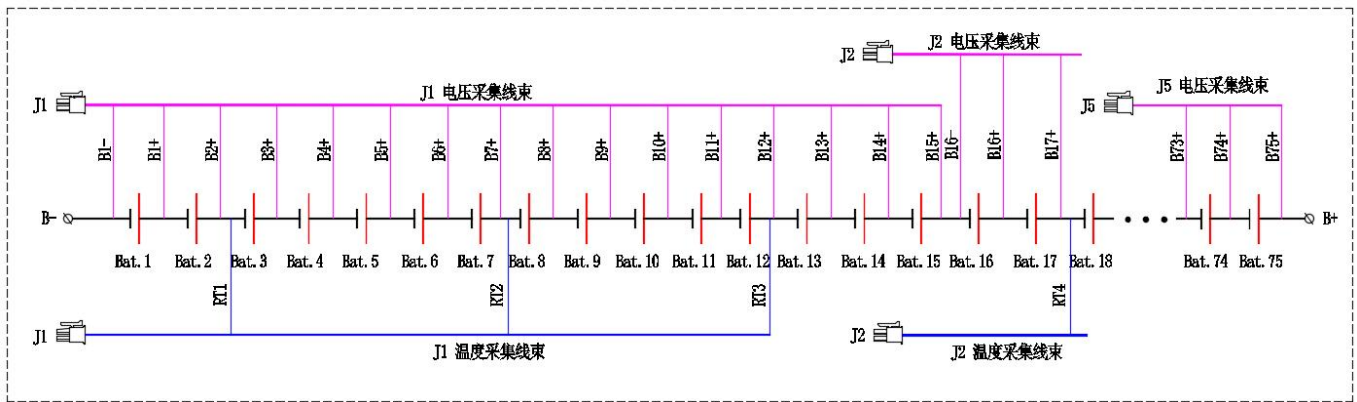 J2 电压采集线束
J2
J1 电压采集线束
J1
J5 电压采集线束
J5
B1-
B1+
B2+
B3+
B4+
B5+
B6+
B7+
B8+
B9+
B10+
B11+
B12+
B13+
B14+
B15+
B16-
B16+
B17+
B73+
B74+
B75+
B-
B+
Bat.1
Bat.2
Bat.3
Bat.4
Bat.5
Bat.6
Bat.7
Bat.8
Bat.9
Bat.10
Bat.11
Bat.12
Bat.13
Bat.14
Bat.15
Bat.16
Bat.17
Bat.18
Bat.74
Bat.75
RT1
RT2
RT3
RT4
J1
J1 温度采集线束
J2
J2 温度采集线束